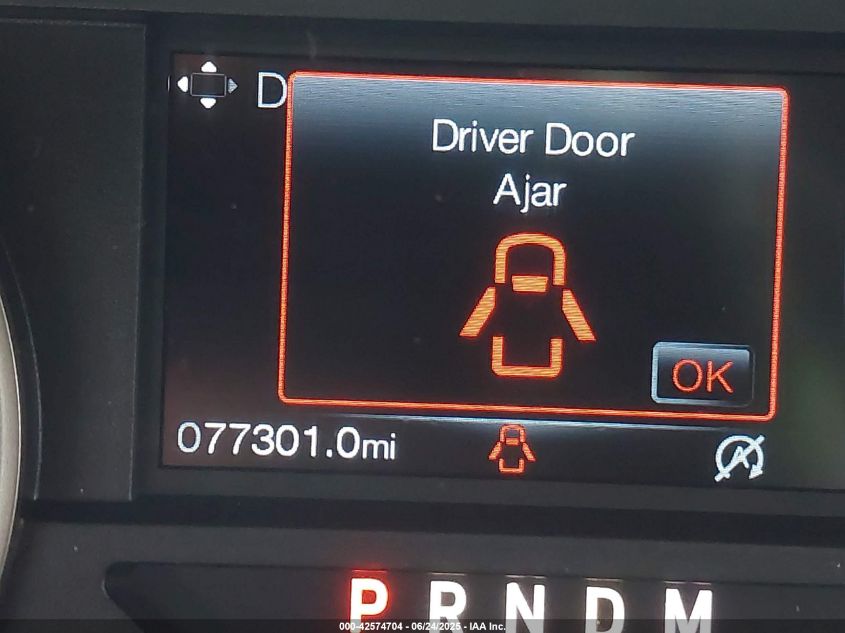 D
Driver Door
Ajar
OK
077301.0mi
P R N D M
000-42574704 - 06/24/2025 - IAA Inc.